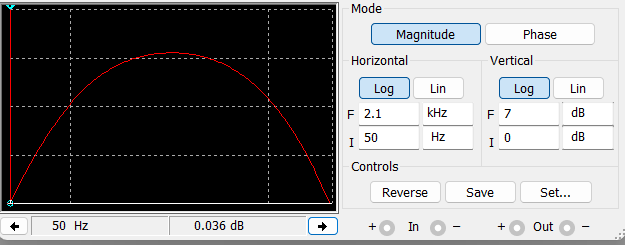 Mode
Magnitude Phase
Horizontal Vertical
Log Lin Log Lin
F 2.1 kHz F 7 dB
I 50 Hz I 0 dB
Controls
Reverse Save Set...
50 Hz 0.036 dB + In − + Out −